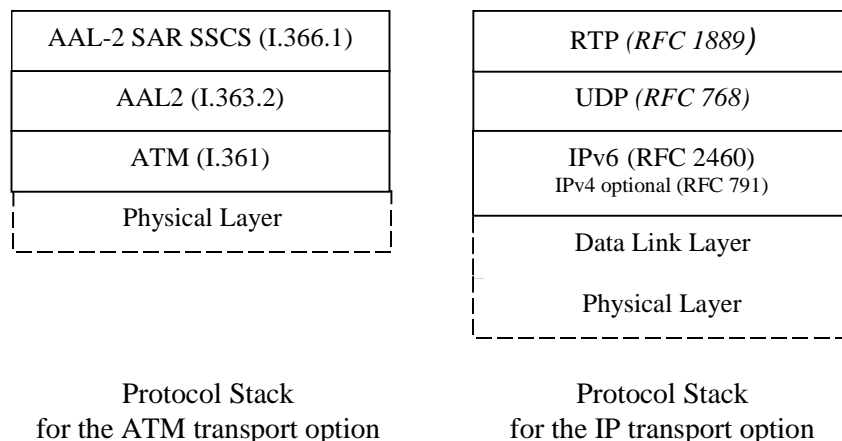 AAL-2 SAR SSCS (I.366.1)
AAL2 (I.363.2)
ATM (I.361)
Physical Layer
Protocol Stack
for the ATM transport option
RTP (RFC 1889)
UDP (RFC 768)
IPv6 (RFC 2460)
IPv4 optional (RFC 791)
Data Link Layer
Physical Layer
Protocol Stack
for the IP transport option